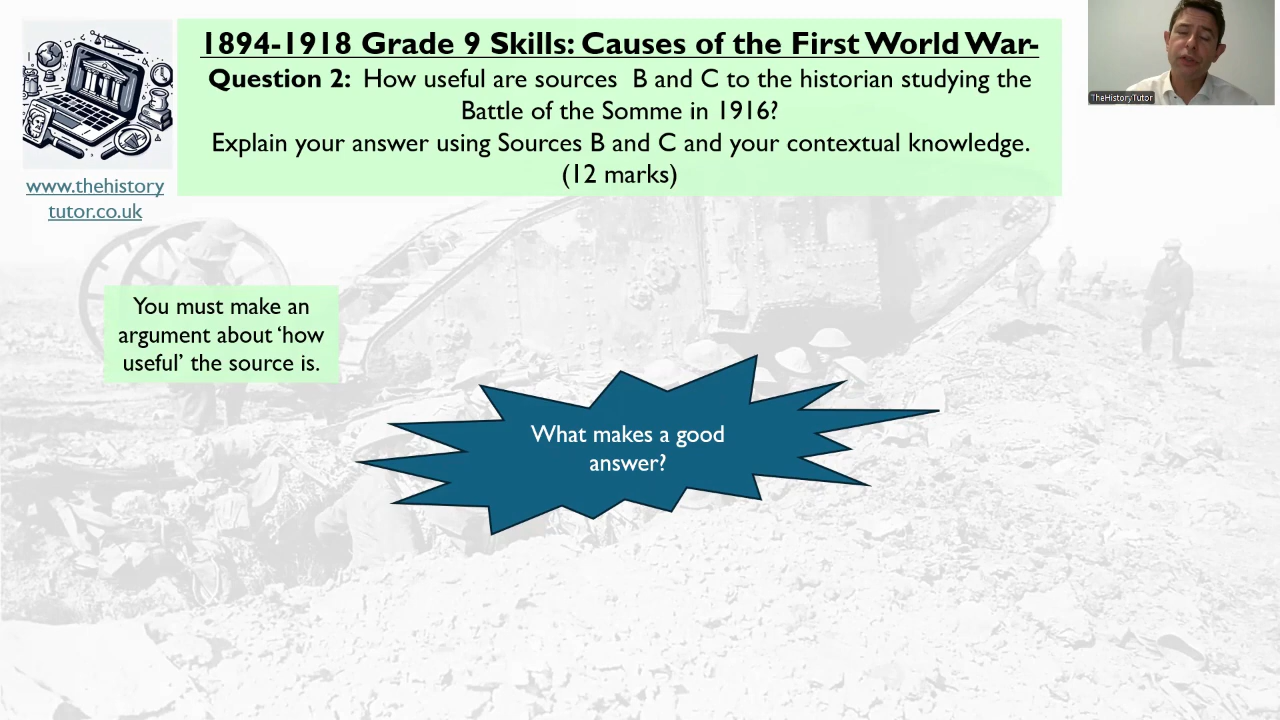 1894-1918 Grade 9 Skills: Causes of the First World War-
Question 2: How useful are sources B and C to the historian studying the
Battle of the Somme in 1916?
Explain your answer using Sources B and C and your contextual knowledge.
(12 marks)
TheHistoryTutor
www.thehistory
tutor.co.uk
You must make an
argument about ‘how
useful’ the source is.
What makes a good
answer?